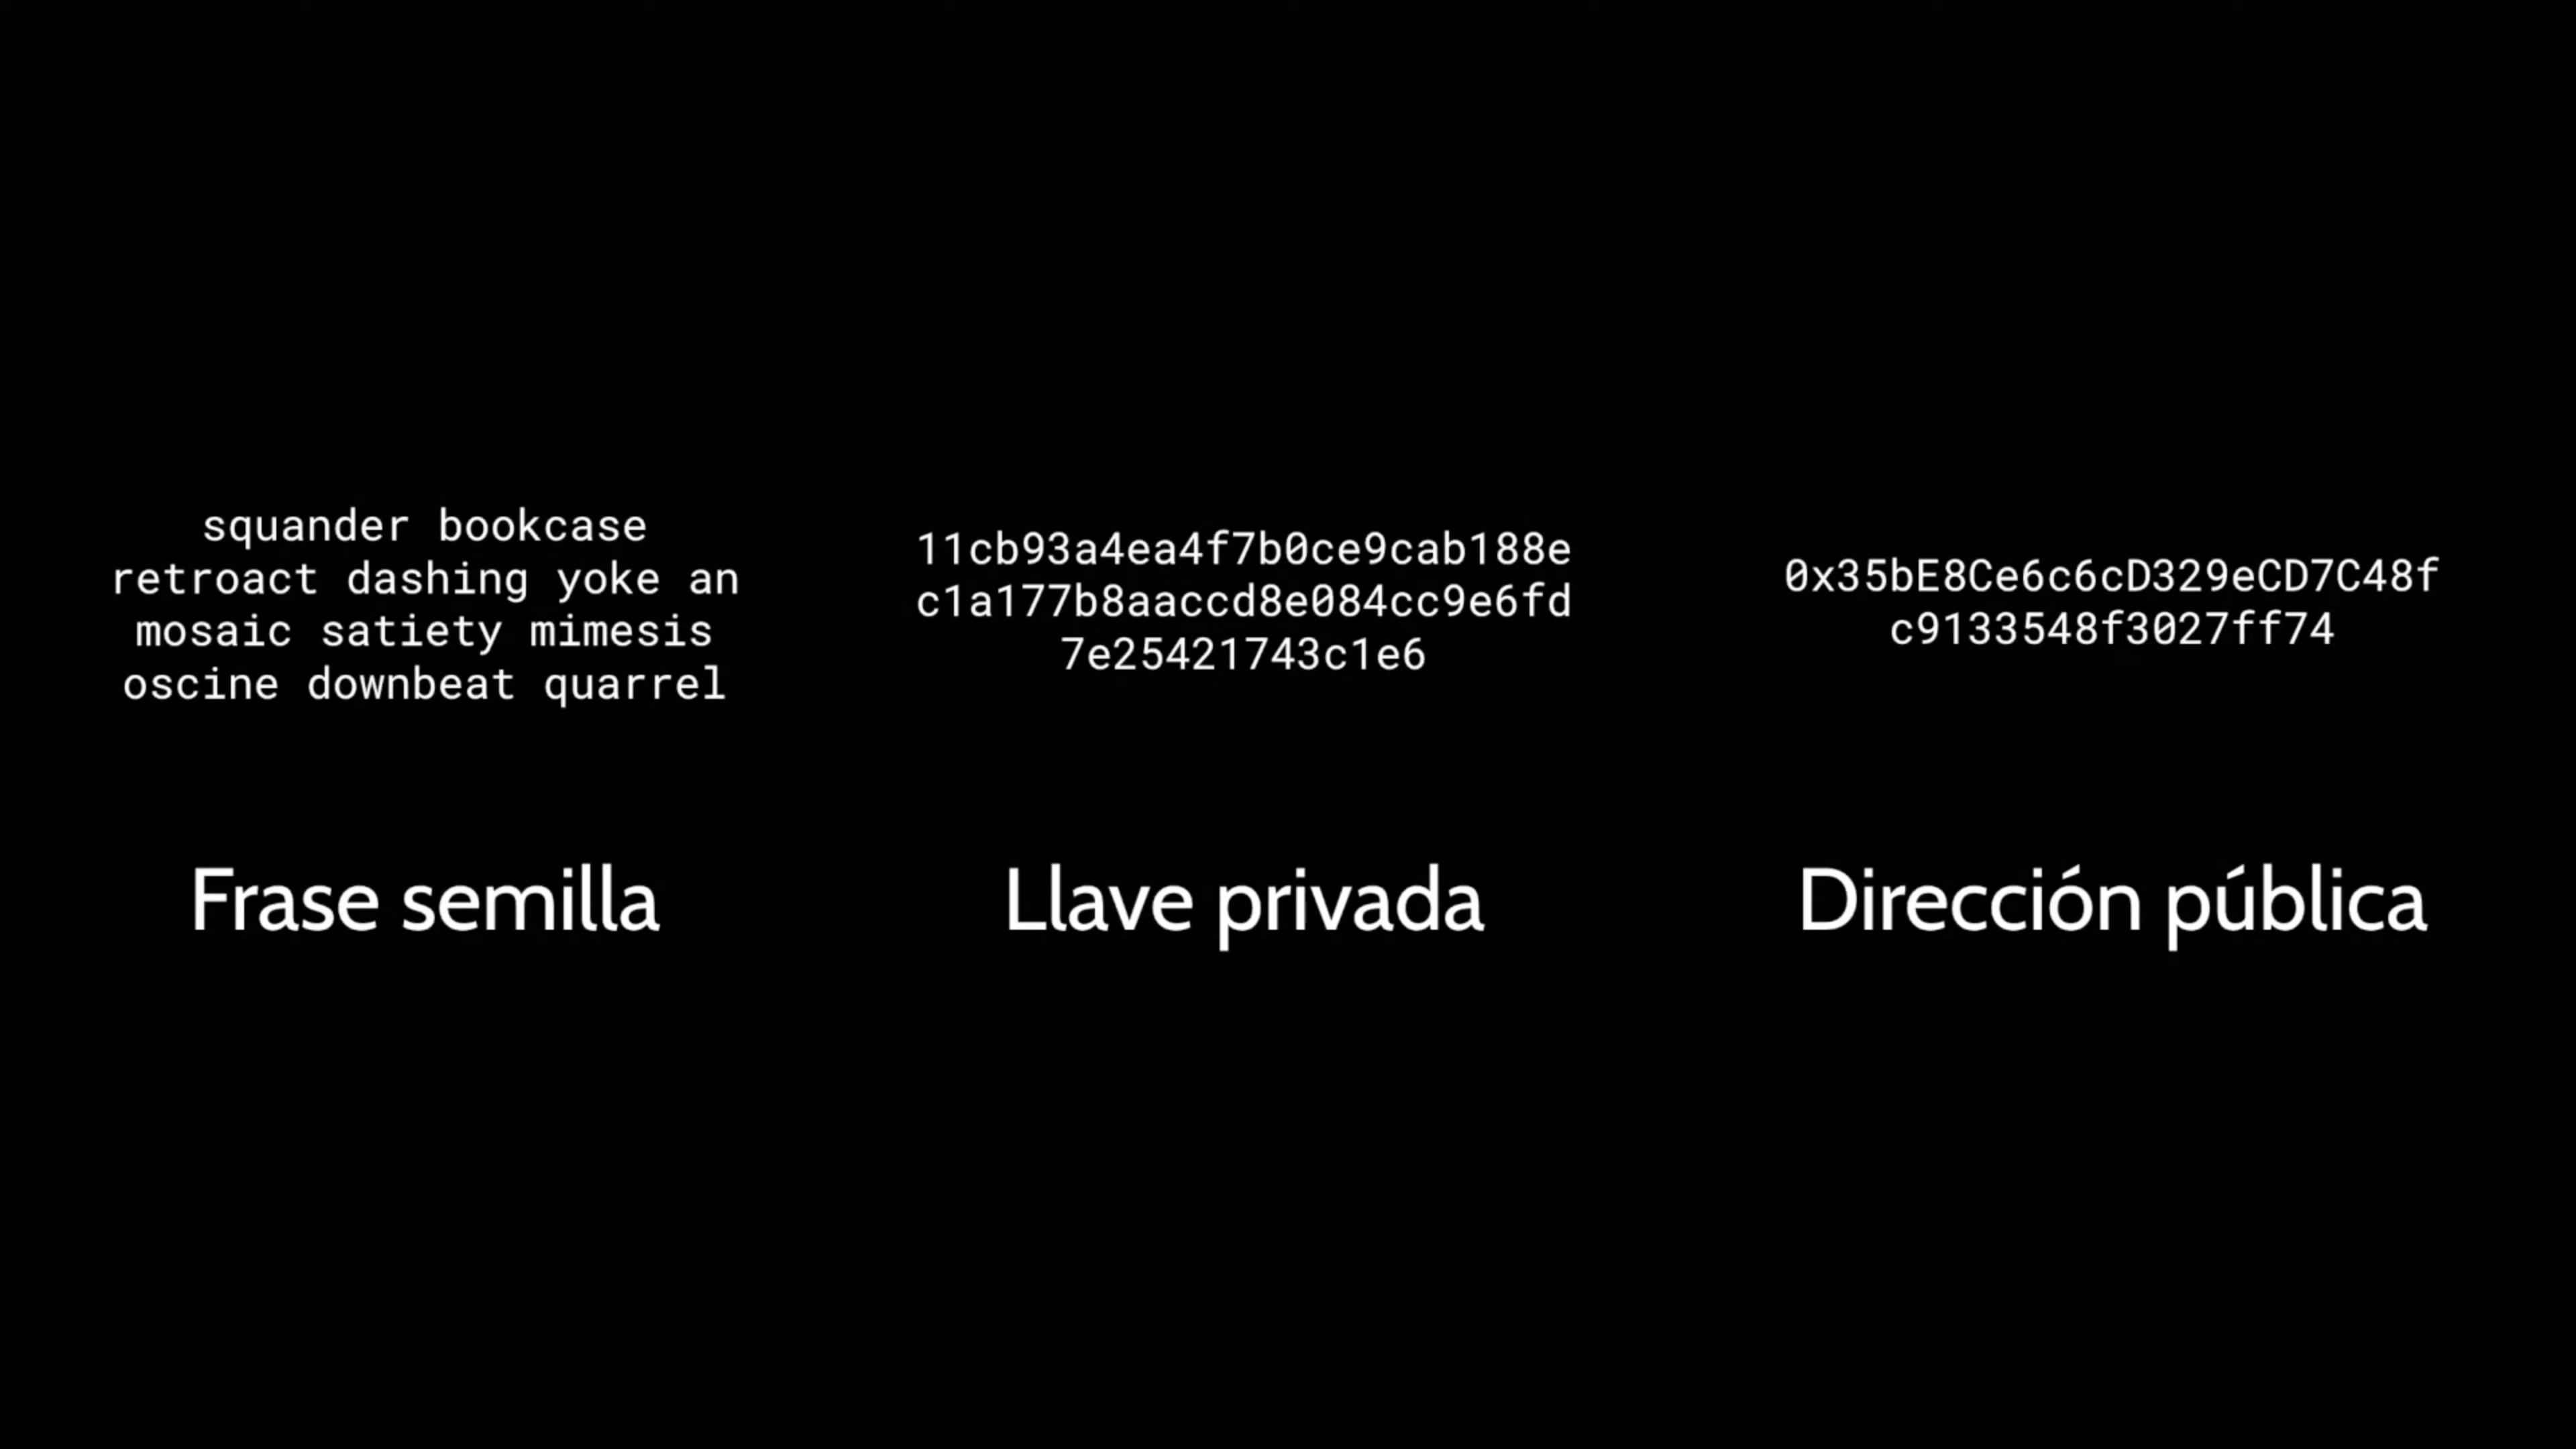 squander bookcase
retroact dashing yoke an
mosaic satiety mimesis
oscine downbeat quarrel
Frase semilla
11cb93a4ea4f7b0ce9cab188e
c1a177b8aaccd8e084cc9e6fd
7e25421743c1e6
Llave privada
0x35bE8Ce6c6cD329eCD7C48f
c9133548f3027ff74
Dirección pública